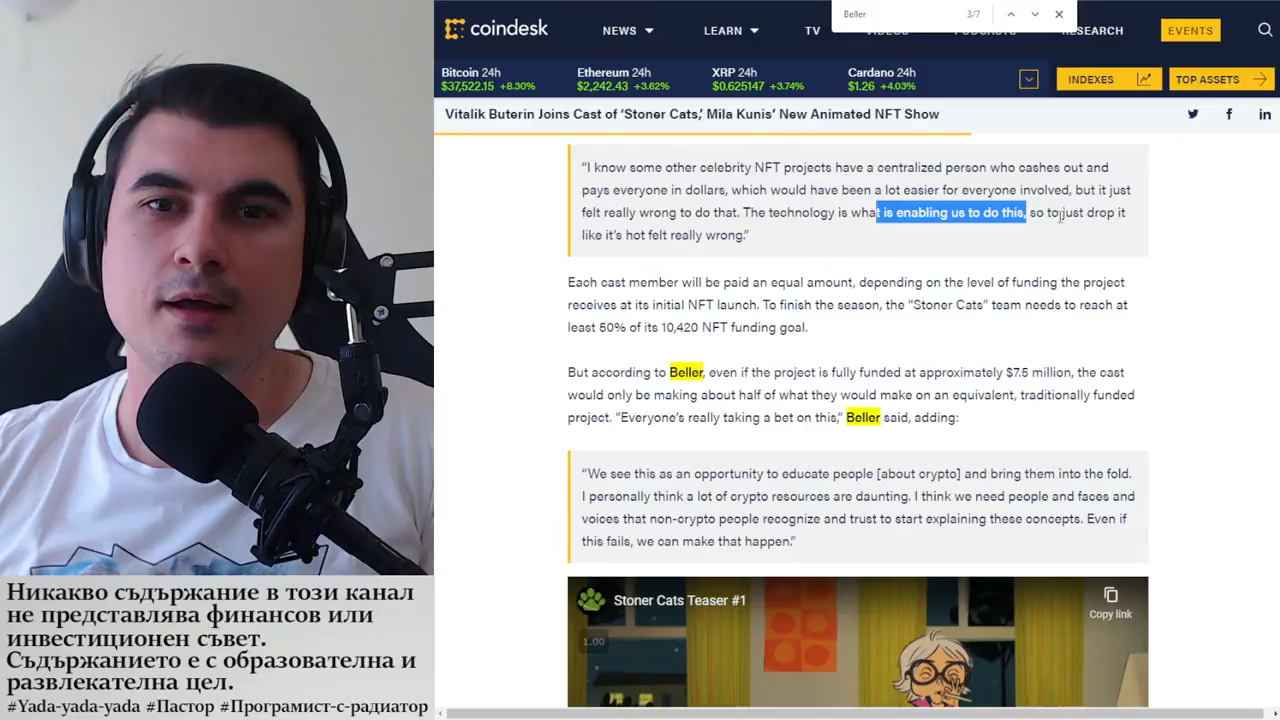 Beller 3/7
coindesk NEWS LEARN TV VIDEOS PODCASTS RESEARCH EVENTS
Bitcoin 24h Ethereum 24h XRP 24h Cardano 24h
$37,522.15 +8.30% $2,242.43 +3.62% $0.625147 +3.74% $1.26 +4.03% INDEXES TOP ASSETS
Vitalik Buterin Joins Cast of ‘Stoner Cats,’ Mila Kunis’ New Animated NFT Show
“I know some other celebrity NFT projects have a centralized person who cashes out and
pays everyone in dollars, which would have been a lot easier for everyone involved, but it just
felt really wrong to do that. The technology is what is enabling us to do this, so to just drop it
like it’s hot felt really wrong.”
Each cast member will be paid an equal amount, depending on the level of funding the project
receives at its initial NFT launch. To finish the season, the “Stoner Cats” team needs to reach at
least 50% of its 10,420 NFT funding goal.
But according to Beller, even if the project is fully funded at approximately $7.5 million, the cast
would only be making about half of what they would make on an equivalent, traditionally funded
project. “Everyone’s really taking a bet on this,” Beller said, adding:
“We see this as an opportunity to educate people [about crypto] and bring them into the fold.
I personally think a lot of crypto resources are daunting. I think we need people and faces and
voices that non-crypto people recognize and trust to start explaining these concepts. Even if
this fails, we can make that happen.”
Stoner Cats Teaser #1
Copy link
1.00
Никакво съдържание в този канал
не представлява финансов или
инвестиционен съвет.
Съдържанието е с образователна и
развлекателна цел.
#Yada-yada-yada #Пастор #Програмист-с-радиатор